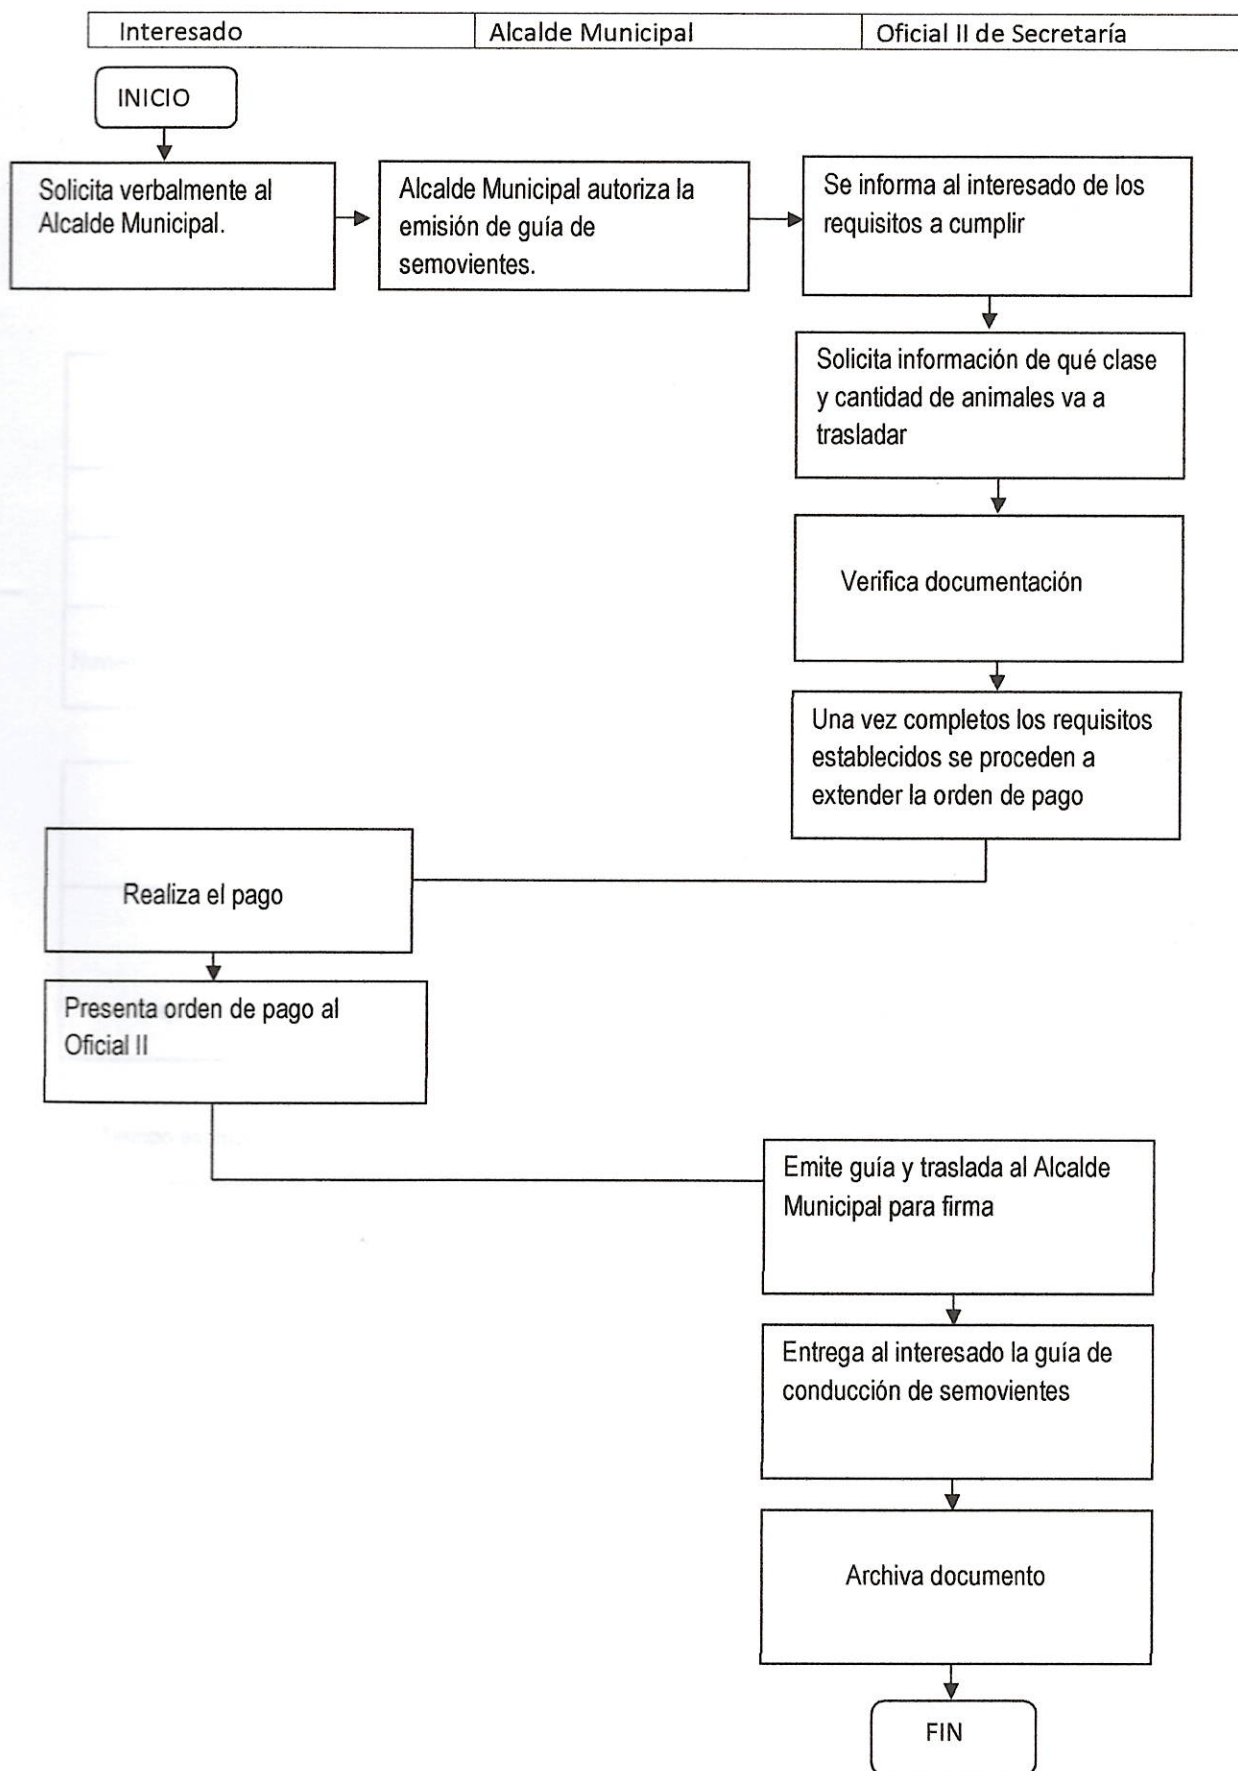 Interesado Alcalde Municipal Oficial II de Secretaría
INICIO
Solicita verbalmente al
Alcalde Municipal.
Alcalde Municipal autoriza la
emisión de guía de
semovientes.
Se informa al interesado de los
requisitos a cumplir
Solicita información de qué clase
y cantidad de animales va a
trasladar
Verifica documentación
Una vez completos los requisitos
establecidos se proceden a
extender la orden de pago
Realiza el pago
Presenta orden de pago al
Oficial II
Emite guía y traslada al Alcalde
Municipal para firma
Entrega al interesado la guía de
conducción de semovientes
Archiva documento
FIN